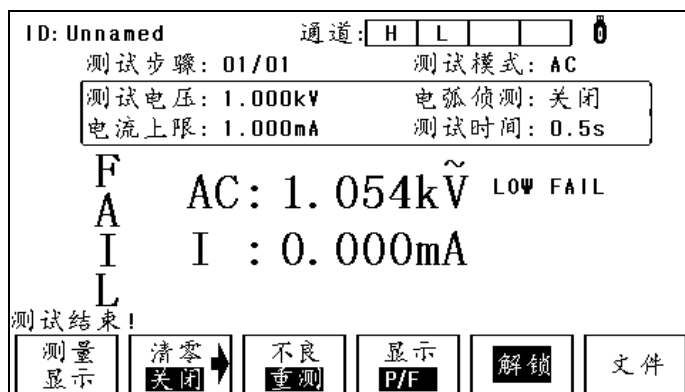 ID: Unnamed 通道: H L
测试步骤: 01/01 测试模式: AC
测试电压: 1.000kV 电弧侦测: 关闭
电流上限: 1.000mA 测试时间: 0.5s
FAIL
AC: 1.054kV LOW FAIL
I : 0.000mA
测试结束!
测量显示 清零关闭 不良重测 显示P/F 解锁 文件